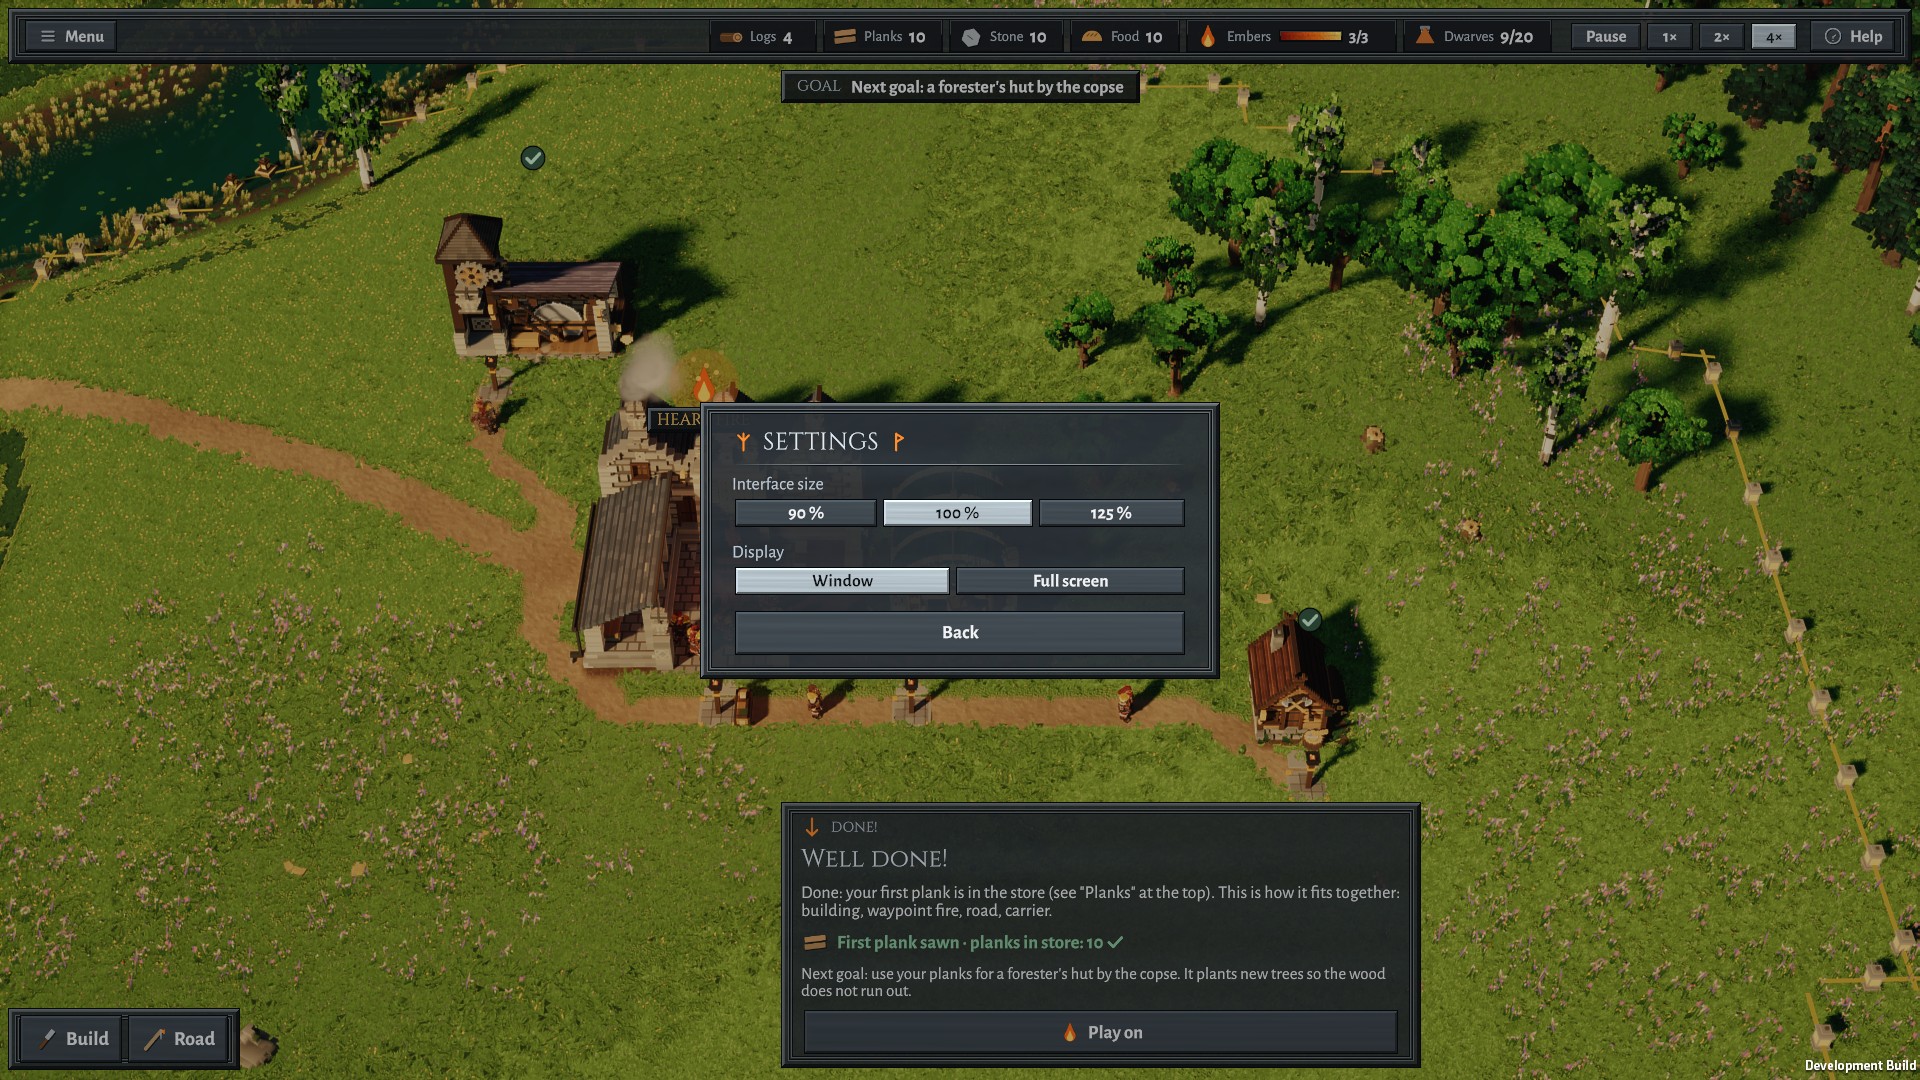 Menu
Logs 4
Planks 10
Stone 10
Food 10
Embers 3/3
Dwarves 9/20
Pause
1×
2×
4×
Help
GOAL Next goal: a forester's hut by the copse
SETTINGS
Interface size
90 %
100 %
125 %
Display
Window
Full screen
Back
DONE!
WELL DONE!
Done: your first plank is in the store (see "Planks" at the top). This is how it fits together:
building, waypoint fire, road, carrier.
First plank sawn · planks in store: 10
Next goal: use your planks for a forester's hut by the copse. It plants new trees so the wood
does not run out.
Play on
Build
Road
Development Build